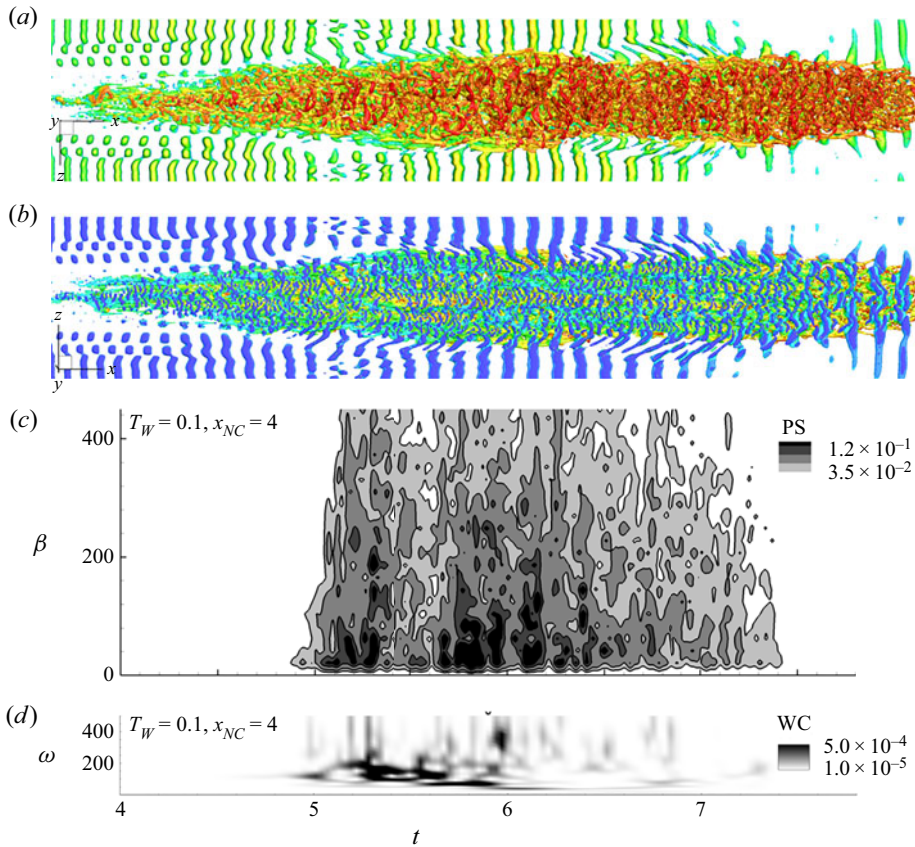 (a)
y x
z
(b)
z
x
y
(c)
T_W = 0.1, x_NC = 4
PS
400
1.2 × 10^−1
3.5 × 10^−2
β
200
0
(d)
T_W = 0.1, x_NC = 4
WC
400
5.0 × 10^−4
ω
200
1.0 × 10^−5
4 5 6 7
t